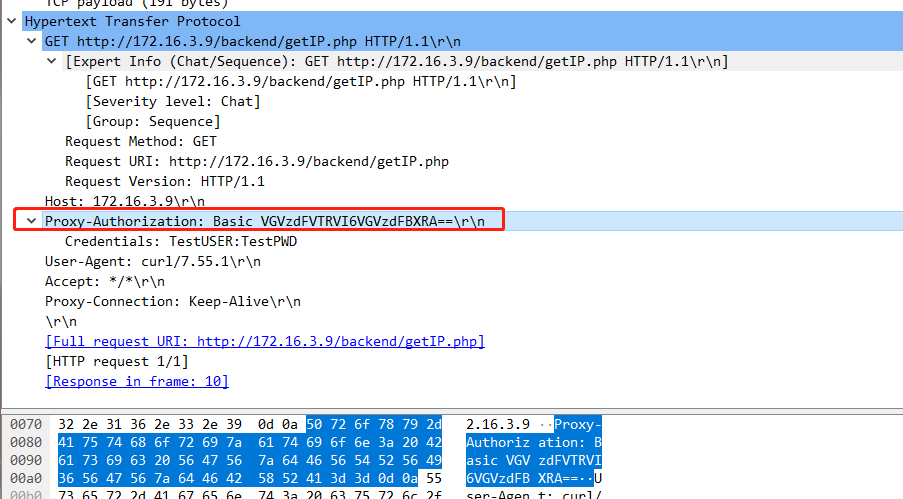 TCP payload (191 bytes)
Hypertext Transfer Protocol
GET http://172.16.3.9/backend/getIP.php HTTP/1.1\r\n
[Expert Info (Chat/Sequence): GET http://172.16.3.9/backend/getIP.php HTTP/1.1\r\n]
[GET http://172.16.3.9/backend/getIP.php HTTP/1.1\r\n]
[Severity level: Chat]
[Group: Sequence]
Request Method: GET
Request URI: http://172.16.3.9/backend/getIP.php
Request Version: HTTP/1.1
Host: 172.16.3.9\r\n
Proxy-Authorization: Basic VGVzdFVTRVI6VGVzdFBXRA==\r\n
Credentials: TestUSER:TestPWD
User-Agent: curl/7.55.1\r\n
Accept: */*\r\n
Proxy-Connection: Keep-Alive\r\n
\r\n
[Full request URI: http://172.16.3.9/backend/getIP.php]
[HTTP request 1/1]
[Response in frame: 10]
0070 32 2e 31 36 2e 33 2e 39 0d 0a 50 72 6f 78 79 2d 2.16.3.9 ··Proxy-
0080 41 75 74 68 6f 72 69 7a 61 74 69 6f 6e 3a 20 42 Authoriz ation: B
0090 61 73 69 63 20 56 47 56 7a 64 46 56 54 52 56 49 asic VGV zdFVTRVI
00a0 36 56 47 56 7a 64 46 42 58 52 41 3d 3d 0d 0a 55 6VGVzdFB XRA==··U
00b0 73 65 72 2d 41 67 65 6e 74 3a 20 63 75 72 6c 2f ser-Agen t: curl/